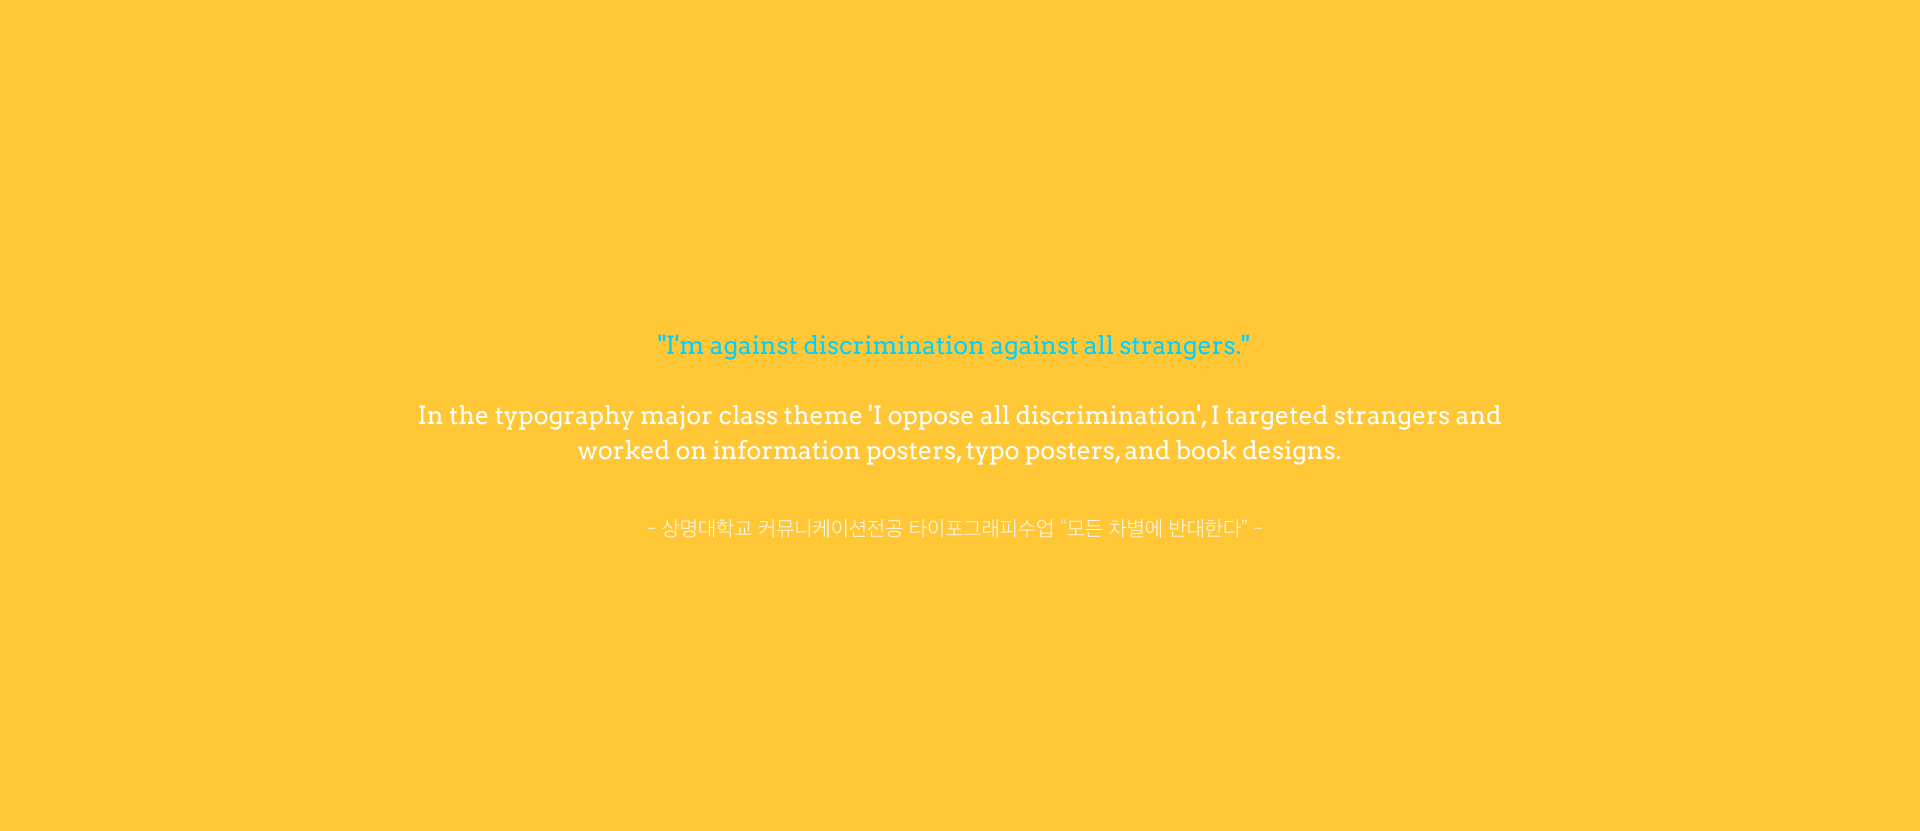 "I'm against discrimination against all strangers."
In the typography major class theme 'I oppose all discrimination', I targeted strangers and
worked on information posters, typo posters, and book designs.
- 상명대학교 커뮤니케이션전공 타이포그래피수업 “모든 차별에 반대한다” -